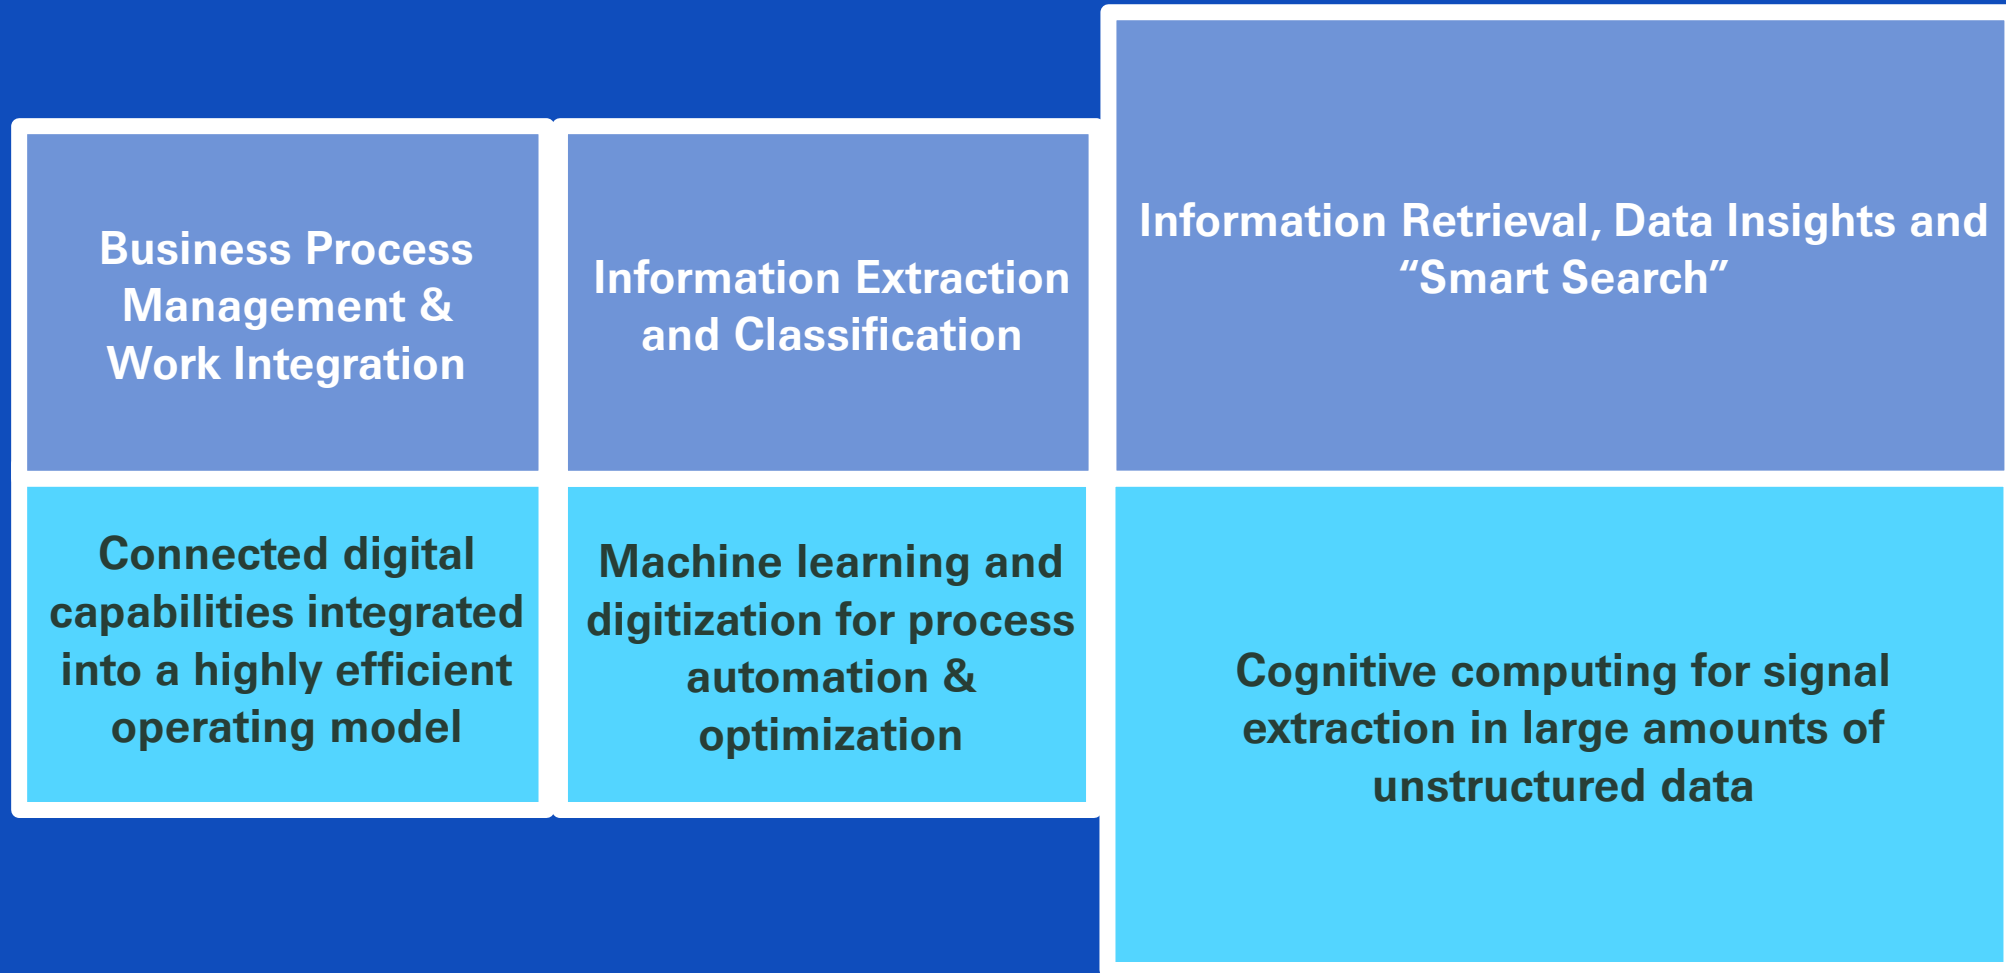 Business Process
Management &
Work Integration
Connected digital
capabilities integrated
into a highly efficient
operating model
Information Extraction
and Classification
Machine learning and
digitization for process
automation &
optimization
Information Retrieval, Data Insights and
“Smart Search”
Cognitive computing for signal
extraction in large amounts of
unstructured data